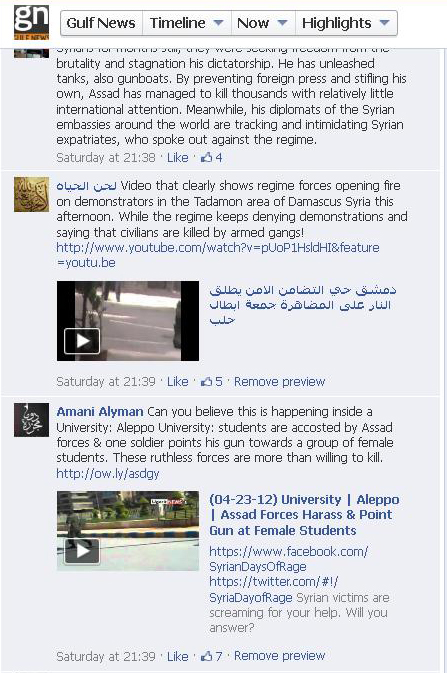 gn
GULF NEWS
Gulf News
Timeline
Now
Highlights
Syrians for months still, they were seeking freedom from the
brutality and stagnation his dictatorship. He has unleashed
tanks, also gunboats. By preventing foreign press and stifling his
own, Assad has managed to kill thousands with relatively little
international attention. Meanwhile, his diplomats of the Syrian
embassies around the world are tracking and intimidating Syrian
expatriates, who spoke out against the regime.
Saturday at 21:38 · Like · 4
لحن الحياه Video that clearly shows regime forces opening fire
on demonstrators in the Tadamon area of Damascus Syria this
afternoon. While the regime keeps denying demonstrations and
saying that civilians are killed by armed gangs!
http://www.youtube.com/watch?v=pUoP1HsldHI&feature
=youtu.be
دمشق حي التضامن الامن يطلق
النار على المضاهرة جمعة ابطال
حلب
Saturday at 21:39 · Like · 5 · Remove preview
Amani Alyman Can you believe this is happening inside a
University: Aleppo University: students are accosted by Assad
forces & one soldier points his gun towards a group of female
students. These ruthless forces are more than willing to kill.
http://ow.ly/asdgy
(04-23-12) University | Aleppo
| Assad Forces Harass & Point
Gun at Female Students
https://www.facebook.com/
SyrianDaysOfRage
https://twitter.com/#!/
SyriaDayofRage Syrian victims are
screaming for your help. Will you
answer?
Saturday at 21:39 · Like · 7 · Remove preview